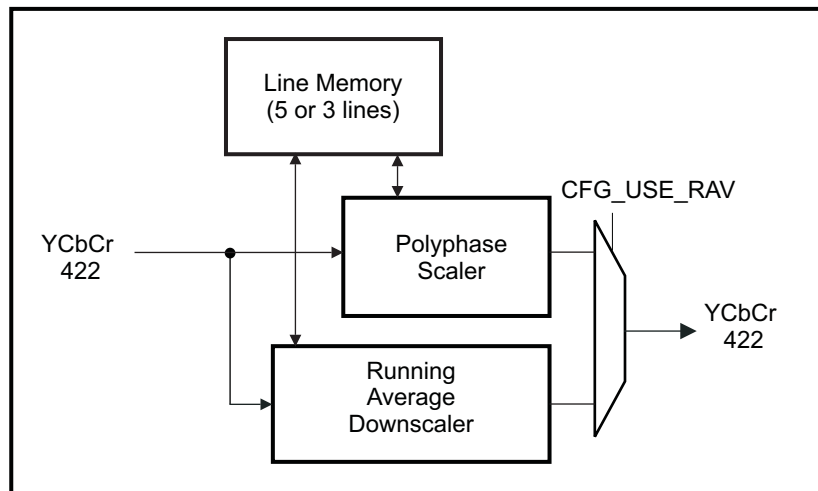 Line Memory
(5 or 3 lines)
CFG_USE_RAV
YCbCr
422
Polyphase
Scaler
YCbCr
422
Running
Average
Downscaler